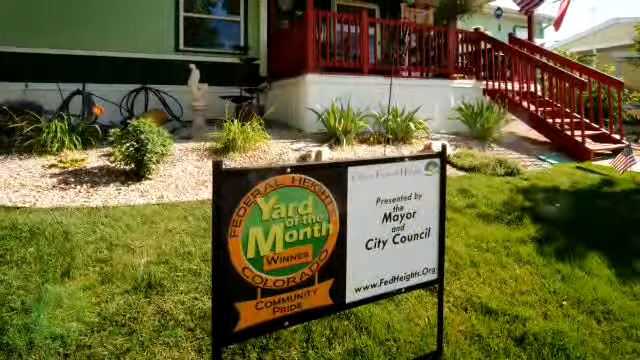 FEDERAL HEIGHTS
Yard
of the
Month
WINNER
COLORADO
COMMUNITY
PRIDE
Presented by
the
Mayor
and
City Council
www.FedHeights.Org